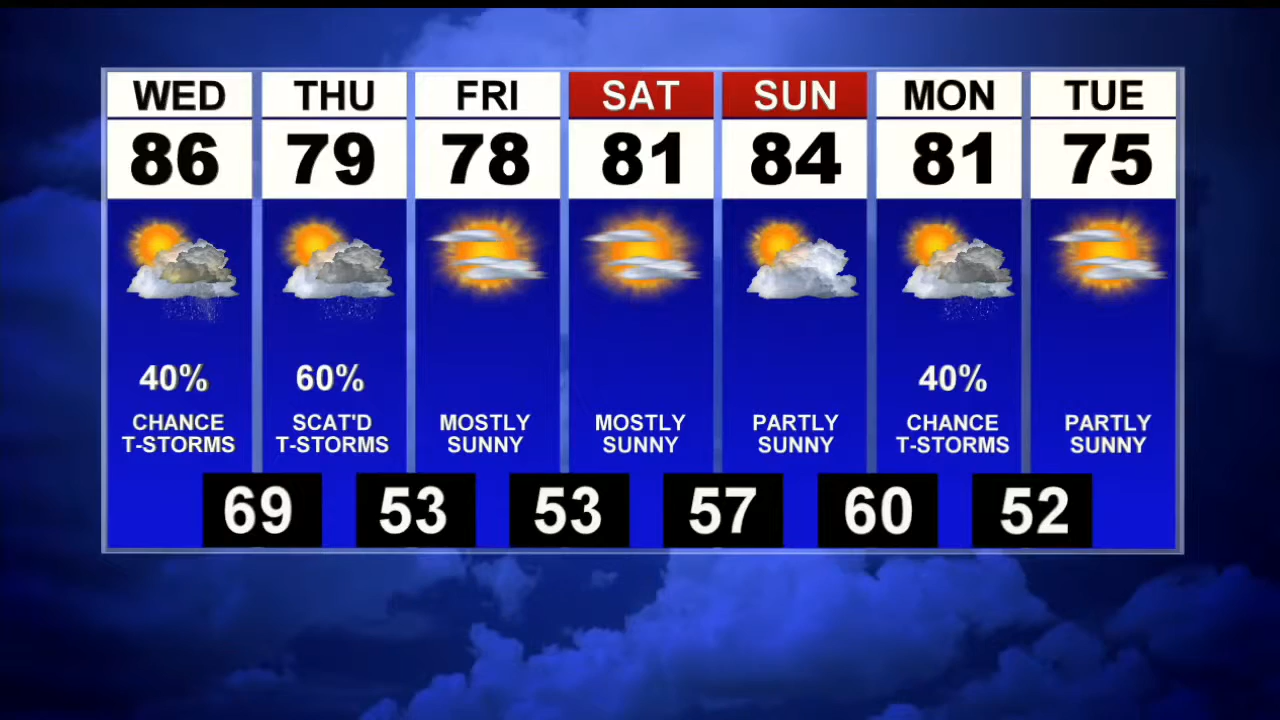 WED THU FRI SAT SUN MON TUE
86 79 78 81 84 81 75
40% 60% 40%
CHANCE SCAT'D MOSTLY MOSTLY PARTLY CHANCE PARTLY
T-STORMS T-STORMS SUNNY SUNNY SUNNY T-STORMS SUNNY
69 53 53 57 60 52